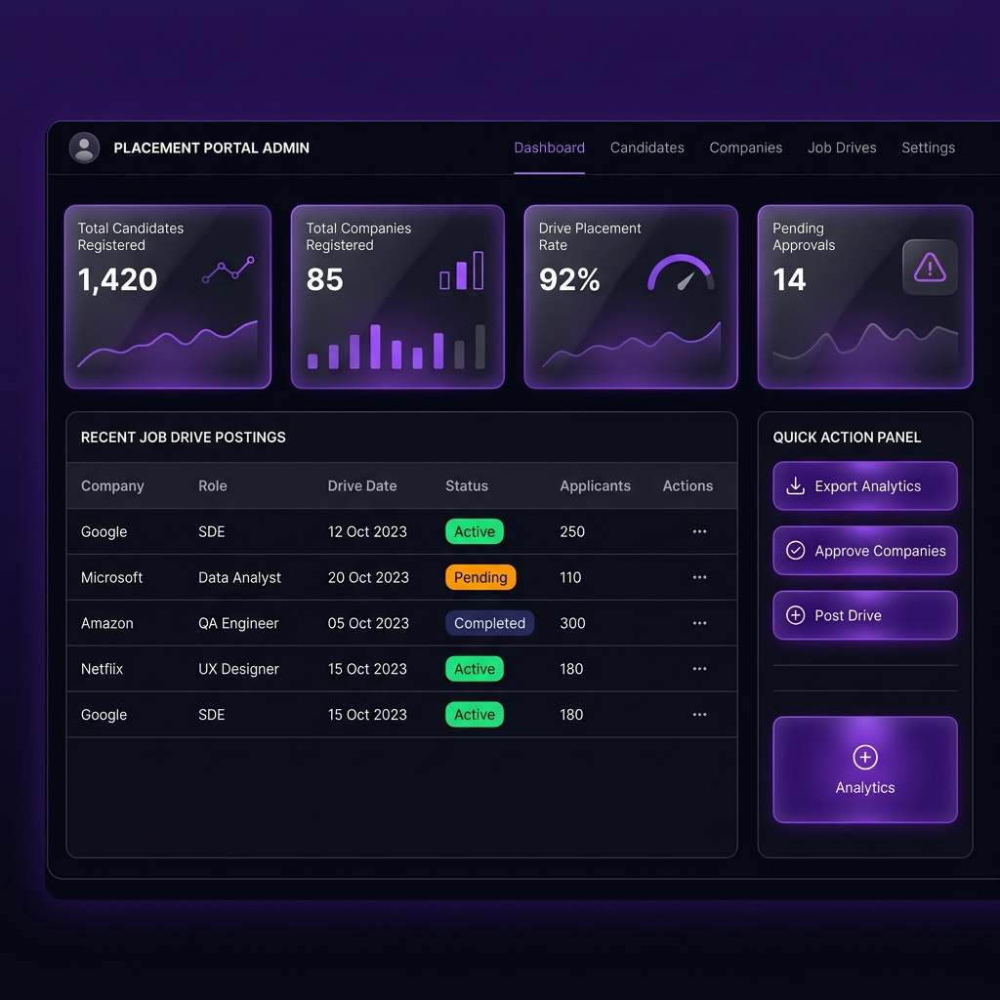 PLACEMENT PORTAL ADMIN
Dashboard Candidates Companies Job Drives Settings
Total Candidates
Registered
1,420
Total Companies
Registered
85
Drive Placement
Rate
92%
Pending
Approvals
14
RECENT JOB DRIVE POSTINGS
Company Role Drive Date Status Applicants Actions
Google SDE 12 Oct 2023 Active 250
Microsoft Data Analyst 20 Oct 2023 Pending 110
Amazon QA Engineer 05 Oct 2023 Completed 300
Netflix UX Designer 15 Oct 2023 Active 180
Google SDE 15 Oct 2023 Active 180
QUICK ACTION PANEL
Export Analytics
Approve Companies
Post Drive
Analytics